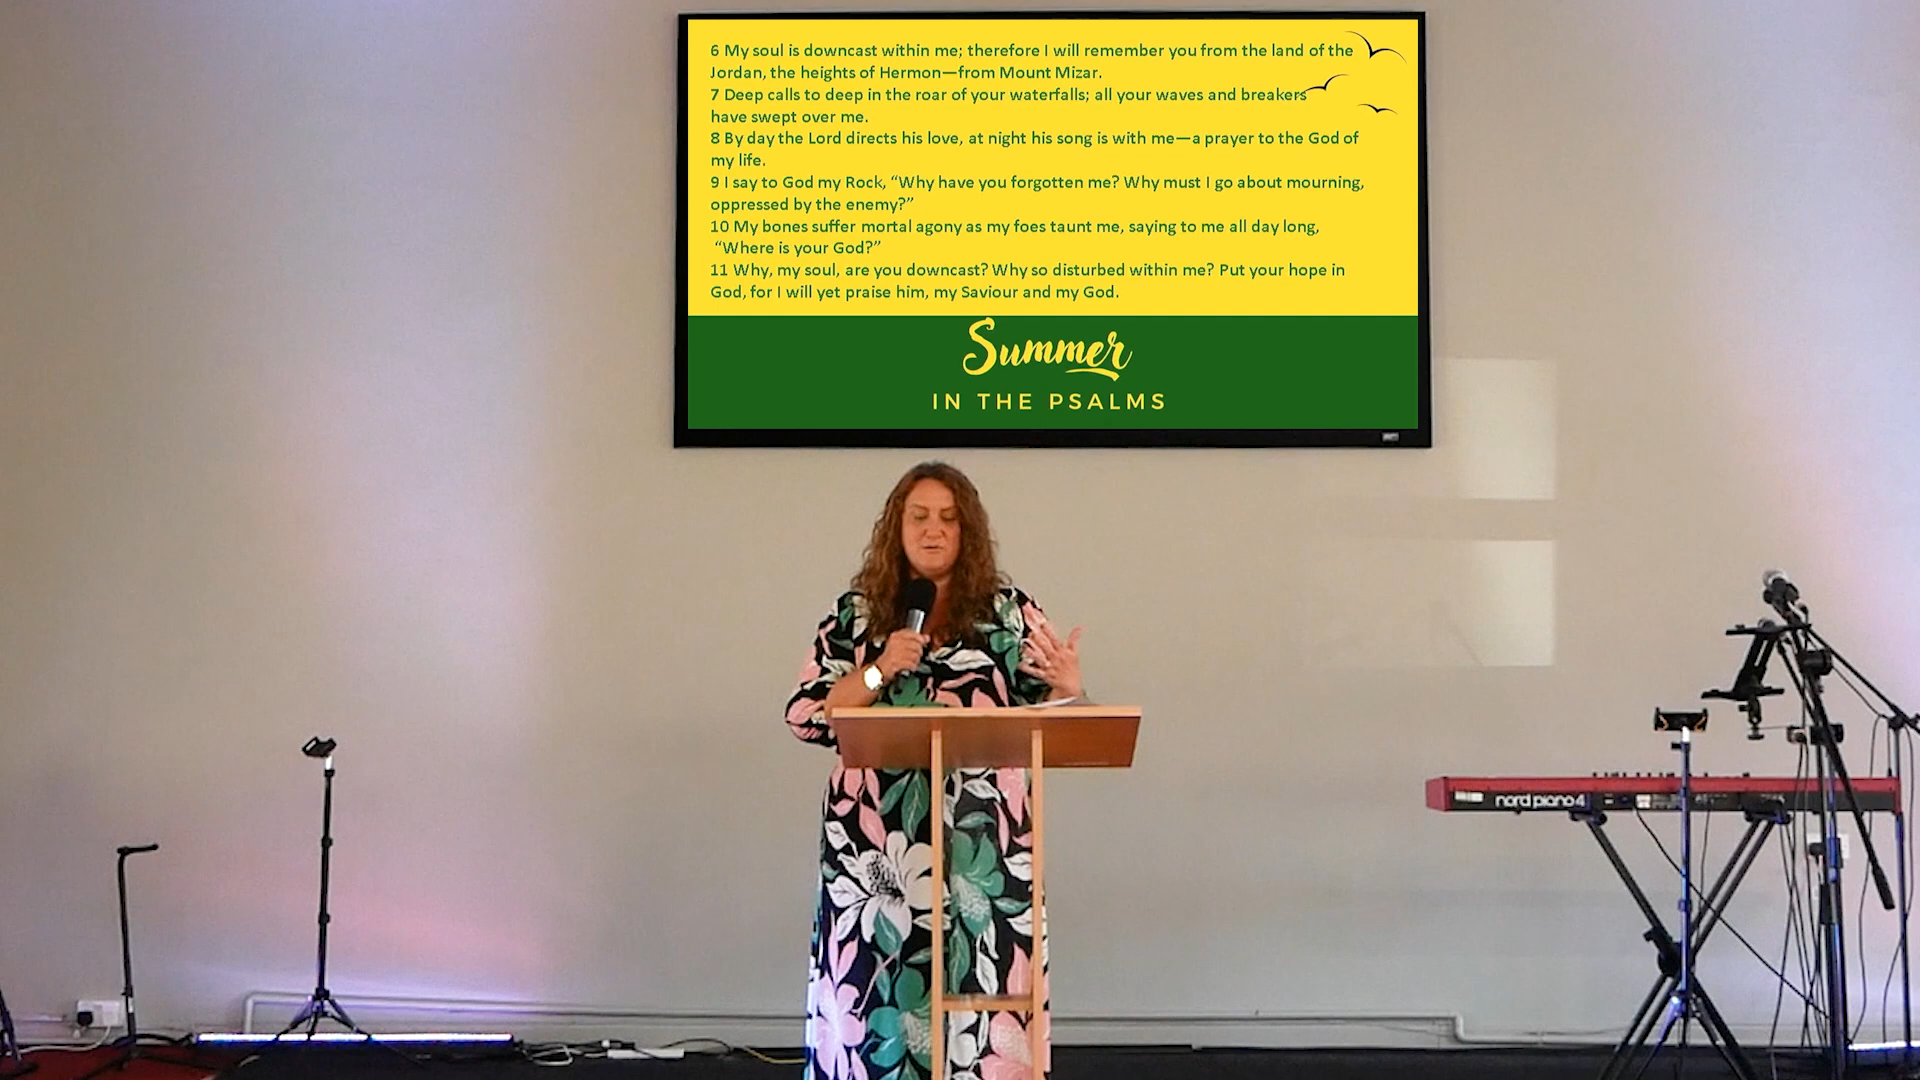 6 My soul is downcast within me; therefore I will remember you from the land of the
Jordan, the heights of Hermon—from Mount Mizar.
7 Deep calls to deep in the roar of your waterfalls; all your waves and breakers
have swept over me.
8 By day the Lord directs his love, at night his song is with me—a prayer to the God of
my life.
9 I say to God my Rock, “Why have you forgotten me? Why must I go about mourning,
oppressed by the enemy?”
10 My bones suffer mortal agony as my foes taunt me, saying to me all day long,
“Where is your God?”
11 Why, my soul, are you downcast? Why so disturbed within me? Put your hope in
God, for I will yet praise him, my Saviour and my God.
Summer
IN THE PSALMS
nord piano 4